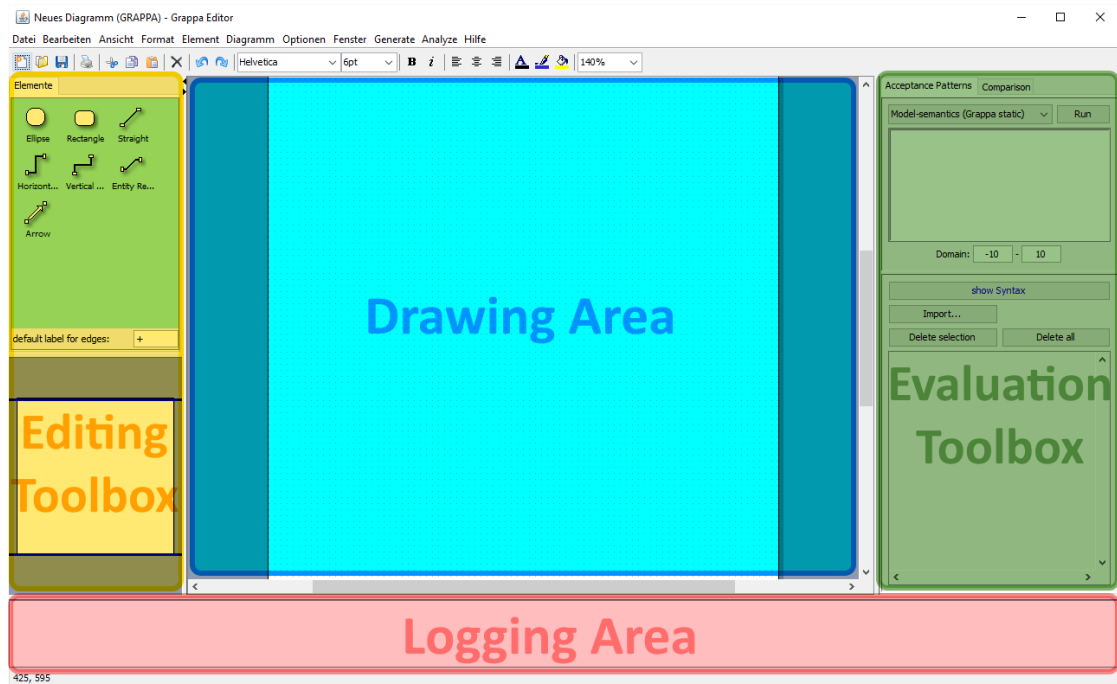 Neues Diagramm (GRAPPA) - Grappa Editor
Datei Bearbeiten Ansicht Format Element Diagramm Optionen Fenster Generate Analyze Hilfe
Helvetica 6pt B i A 140%
Elemente
Ellipse Rectangle Straight
Horizont... Vertical ... Entity Re...
Arrow
default label for edges: +
Editing
Toolbox
Drawing Area
Acceptance Patterns Comparison
Model-semantics (Grappa static) Run
Domain: -10 - 10
show Syntax
Import...
Delete selection Delete all
Evaluation
Toolbox
Logging Area
425, 595